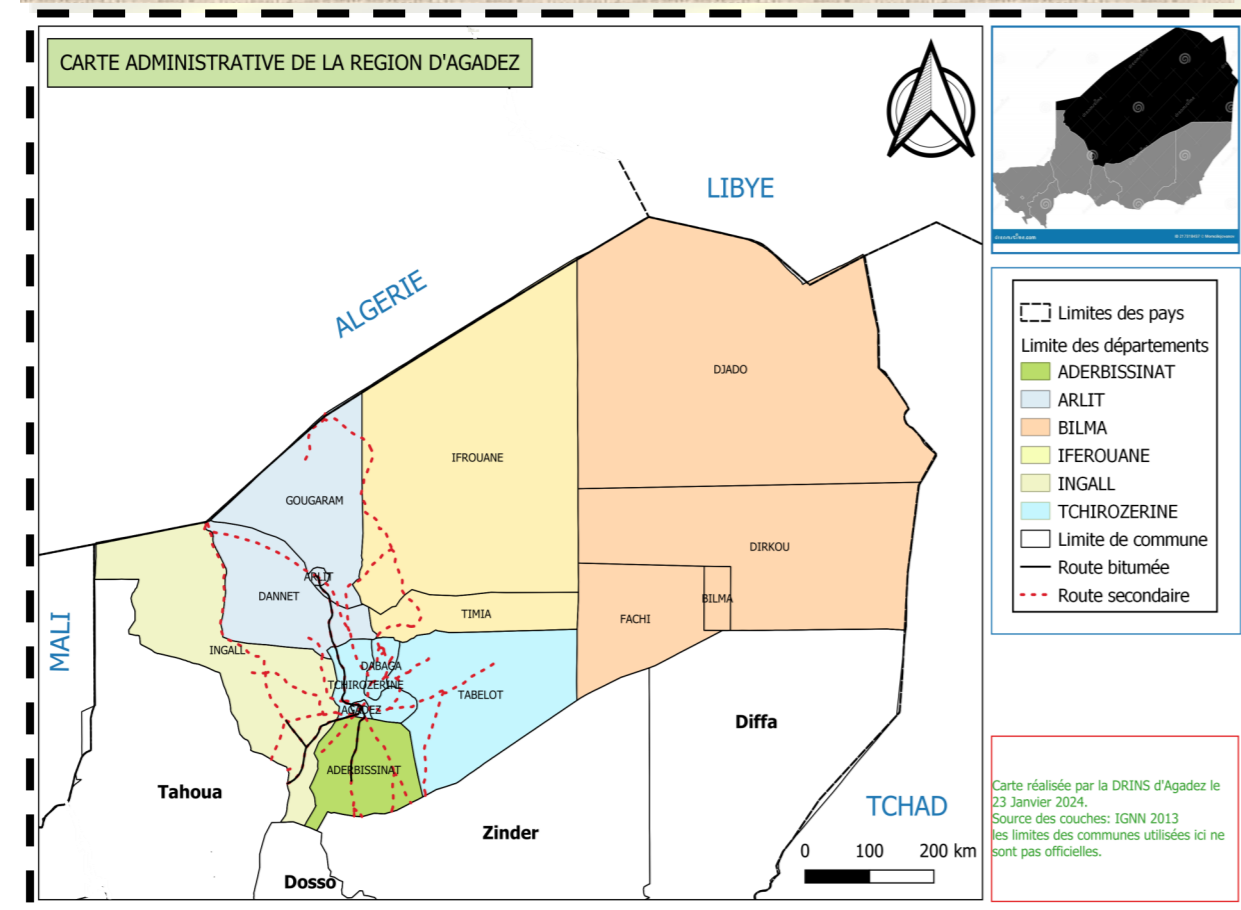 CARTE ADMINISTRATIVE DE LA REGION D'AGADEZ
LIBYE
ALGERIE
DJADO
IFROUANE
GOUGARAM
DIRKOU
ARLIT
DANNET
BILMA
TIMIA
FACHI
MALI
INGALL
DABAGA
TCHIROZERINE
TABELOT
AGADEZ
Diffa
ADERBISSINAT
Tahoua
TCHAD
Zinder
Dosso
0 100 200 km
Limites des pays
Limite des départements
ADERBISSINAT
ARLIT
BILMA
IFEROUANE
INGALL
TCHIROZERINE
Limite de commune
Route bitumée
Route secondaire
Carte réalisée par la DRINS d'Agadez le
23 Janvier 2024.
Source des couches: IGNN 2013
les limites des communes utilisées ici ne
sont pas officielles.